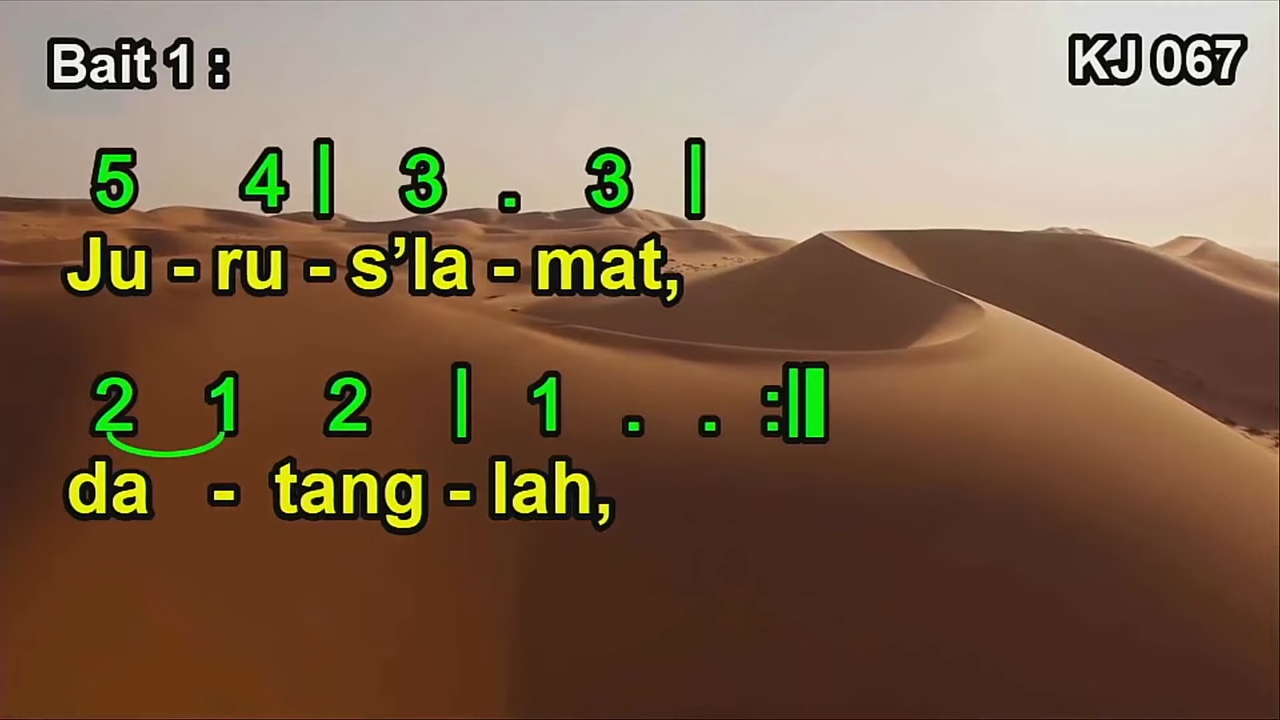 Bait 1 : KJ 067
5 4 | 3 . 3 |
Ju - ru - s’la - mat,
2 1 2 | 1 . . :||
da - tang - lah,